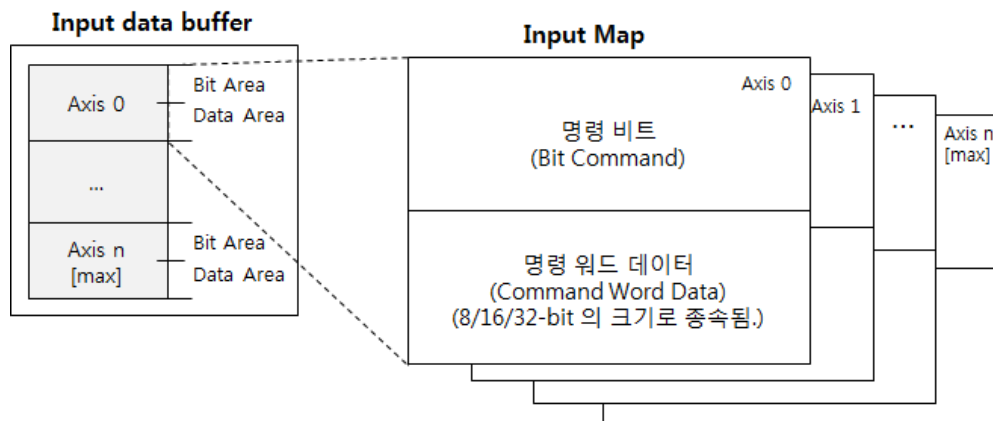 Input data buffer
Axis 0
Bit Area
Data Area
...
Axis n
[max]
Bit Area
Data Area
Input Map
Axis 0
명령 비트
(Bit Command)
명령 워드 데이터
(Command Word Data)
(8/16/32-bit 의 크기로 종속됨.)
Axis 1
...
Axis n
[max]